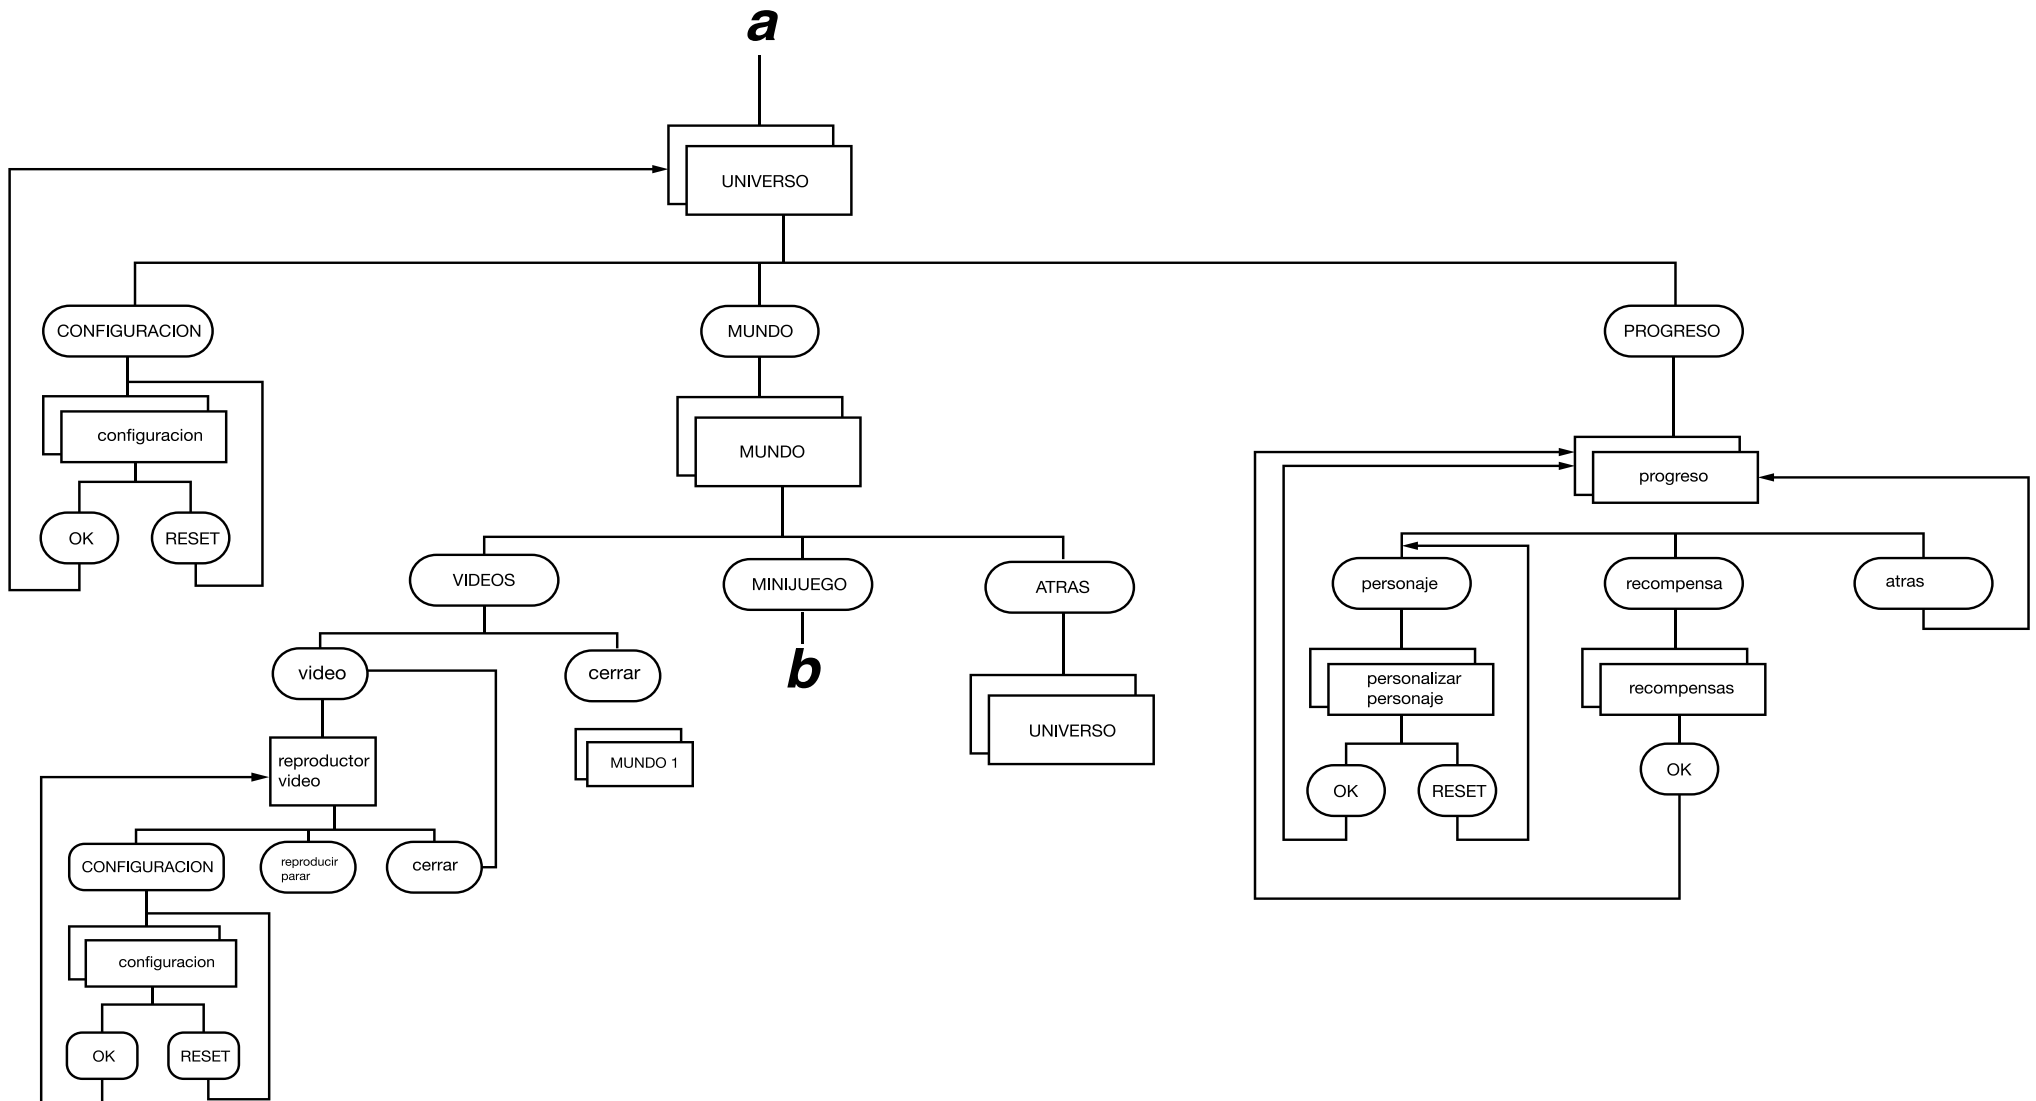 a
UNIVERSO
CONFIGURACION
MUNDO
PROGRESO
configuracion
MUNDO
progreso
OK
RESET
VIDEOS
MINIJUEGO
ATRAS
personaje
recompensa
atras
video
cerrar
b
personalizar
personaje
recompensas
UNIVERSO
reproductor
video
MUNDO 1
OK
RESET
OK
CONFIGURACION
reproducir
parar
cerrar
configuracion
OK
RESET